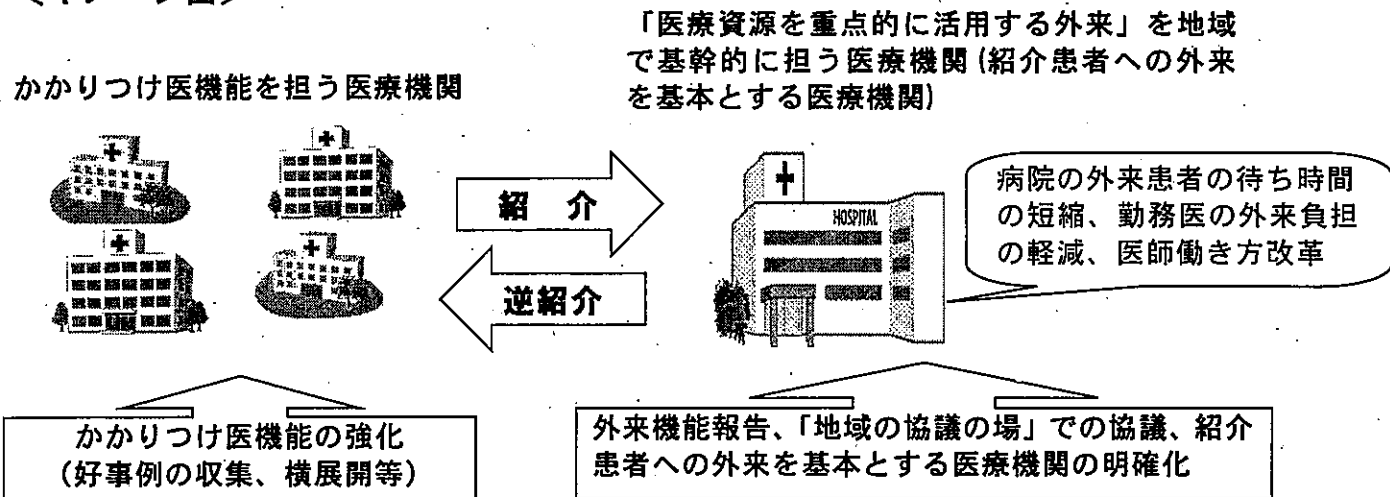 「医療資源を重点的に活用する外来」を地域
で基幹的に担う医療機関(紹介患者への外来
を基本とする医療機関)
かかりつけ医機能を担う医療機関
紹 介
逆紹介
HOSPITAL
病院の外来患者の待ち時間
の短縮、勤務医の外来負担
の軽減、医師働き方改革
かかりつけ医機能の強化
(好事例の収集、横展開等)
外来機能報告、「地域の協議の場」での協議、紹介
患者への外来を基本とする医療機関の明確化